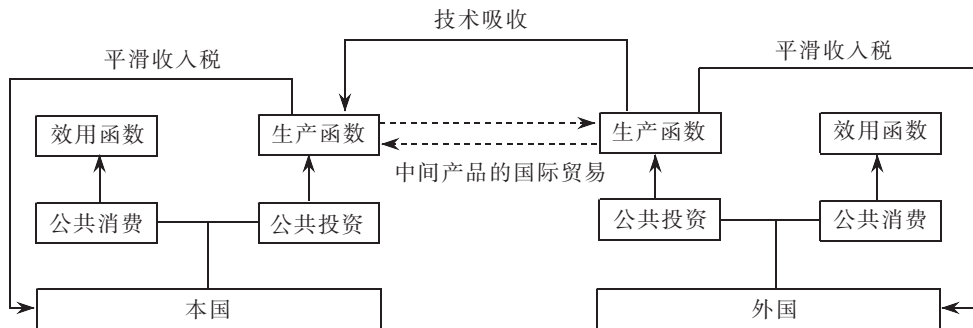 技术吸收
平滑收入税
平滑收入税
效用函数
生产函数
生产函数
效用函数
中间产品的国际贸易
公共消费
公共投资
公共投资
公共消费
本国
外国